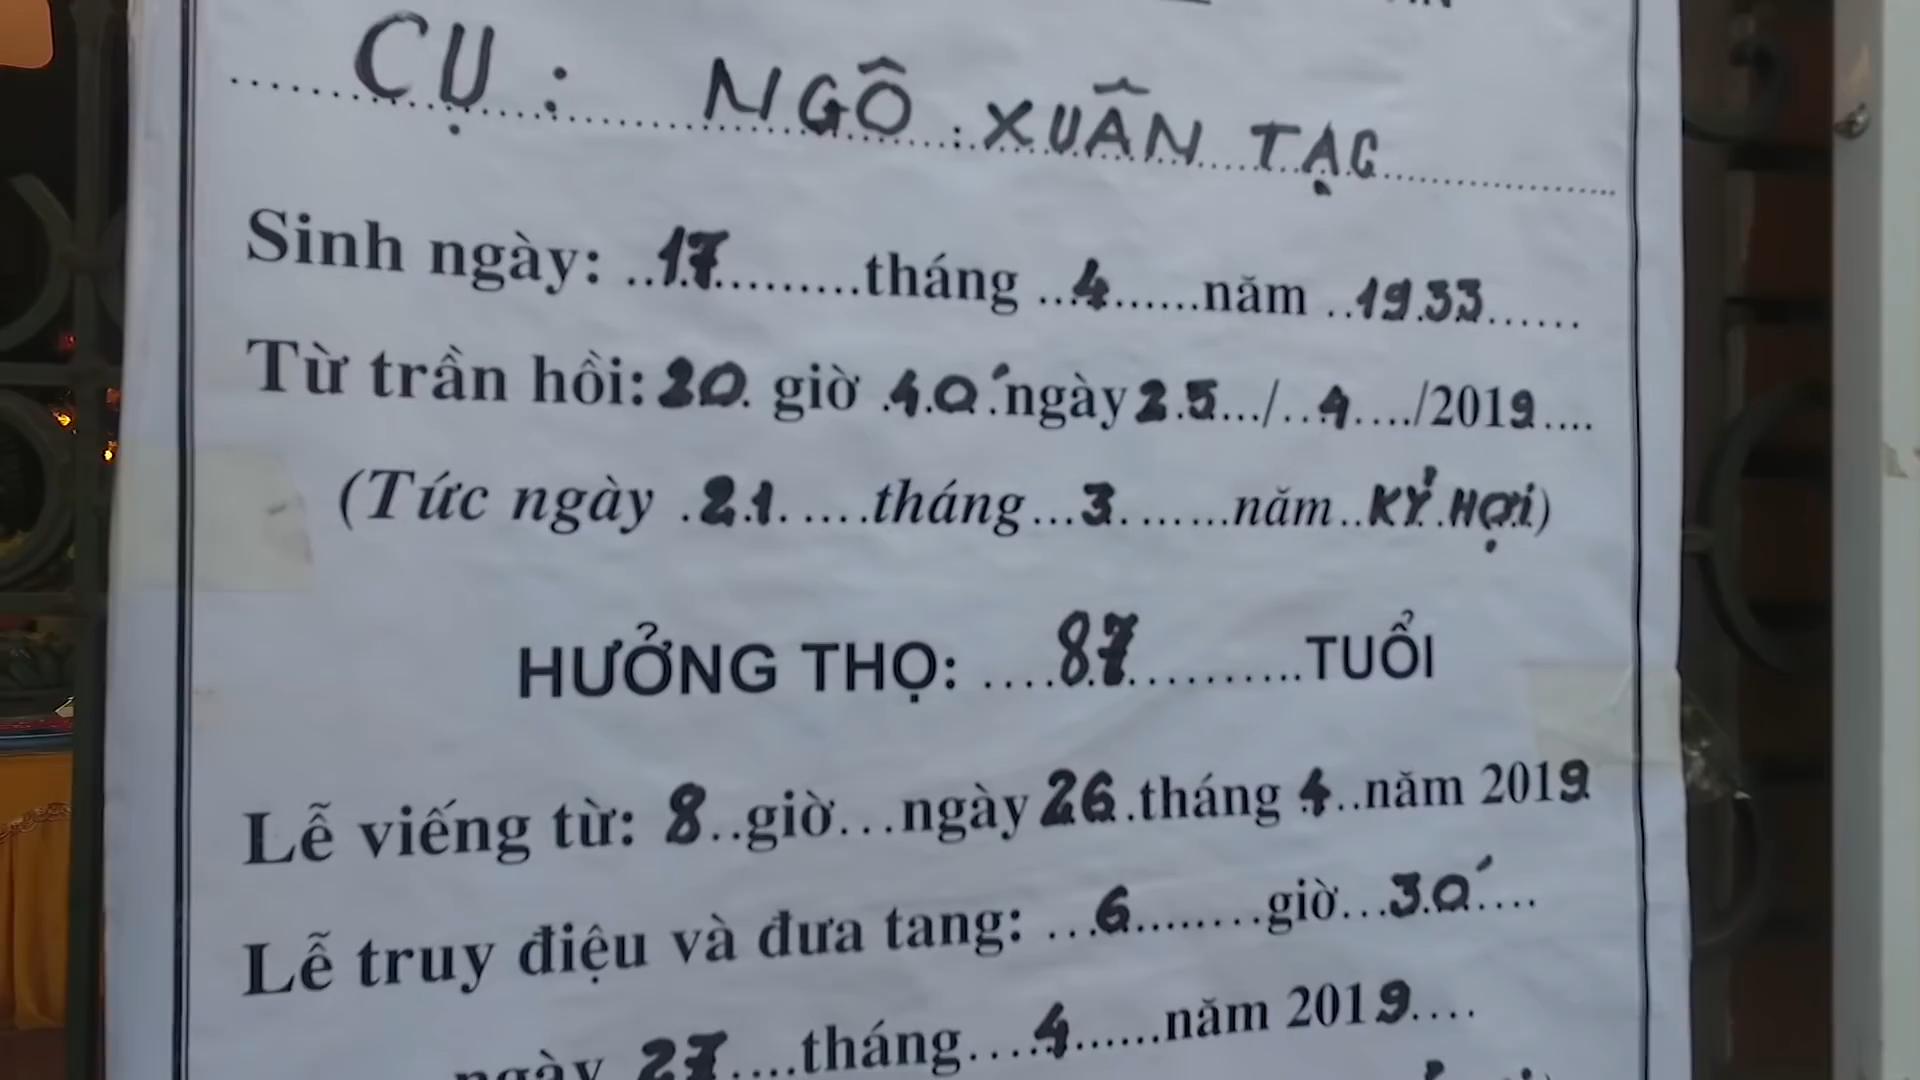 CỤ: NGÔ XUÂN TẠC
Sinh ngày: 17 tháng 4 năm 1933
Từ trần hồi: 20 giờ 40' ngày 25/4/2019
(Tức ngày 21 tháng 3 năm KỶ HỢI)
HƯỞNG THỌ: 87 TUỔI
Lễ viếng từ: 8 giờ ngày 26 tháng 4 năm 2019
Lễ truy điệu và đưa tang: 6 giờ 30'
ngày 27 tháng 4 năm 2019